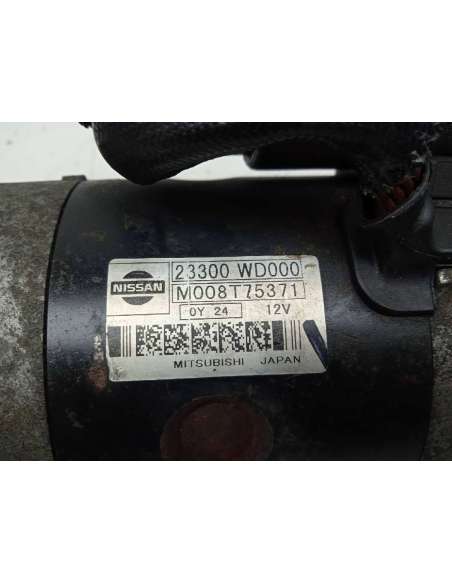 NISSAN
23300 WD000
M008T75371
0Y 24 12V
MITSUBISHI JAPAN